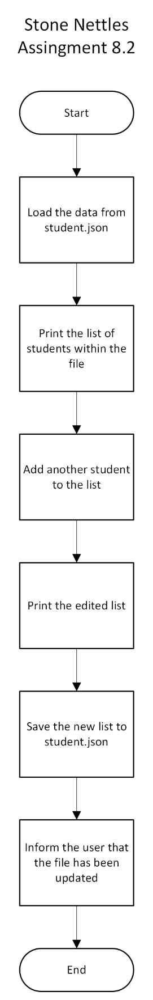 Stone Nettles
Assingment 8.2
Start
Load the data from
student.json
Print the list of
students within the
file
Add another student
to the list
Print the edited list
Save the new list to
student.json
Inform the user that
the file has been
updated
End